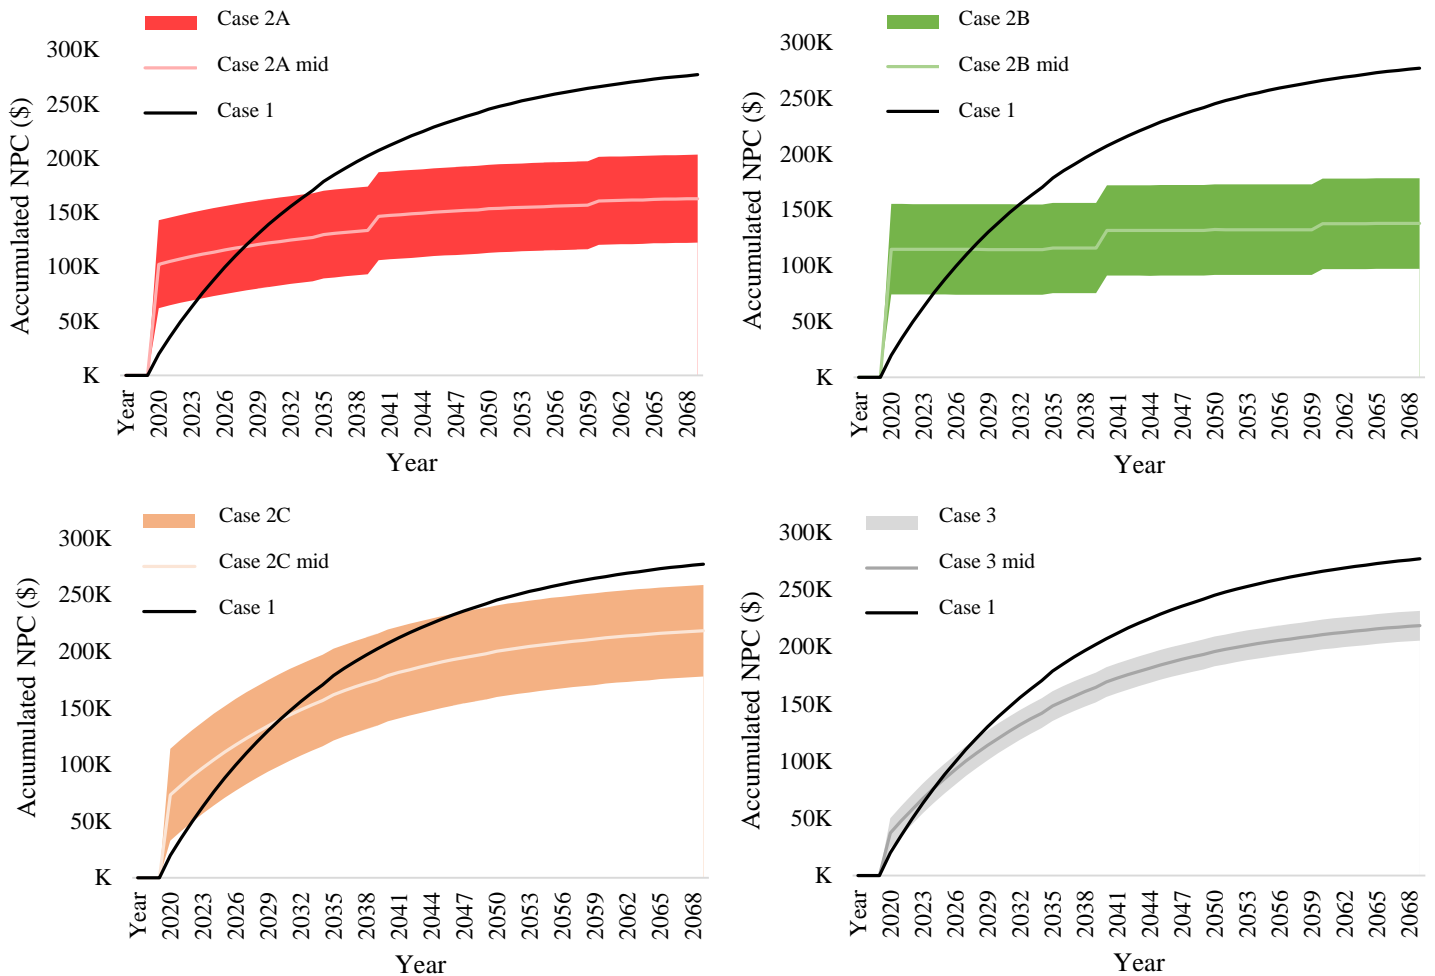 Case 2A
Case 2A mid
Case 1
300K
250K
200K
150K
100K
50K
K
Accumulated NPC ($)
Year 2020 2023 2026 2029 2032 2035 2038 2041 2044 2047 2050 2053 2056 2059 2062 2065 2068
Year
Case 2B
Case 2B mid
Case 1
300K
250K
200K
150K
100K
50K
K
Accumulated NPC ($)
Year 2020 2023 2026 2029 2032 2035 2038 2041 2044 2047 2050 2053 2056 2059 2062 2065 2068
Year
Case 2C
Case 2C mid
Case 1
300K
250K
200K
150K
100K
50K
K
Acuumulated NPC ($)
Year 2020 2023 2026 2029 2032 2035 2038 2041 2044 2047 2050 2053 2056 2059 2062 2065 2068
Year
Case 3
Case 3 mid
Case 1
300K
250K
200K
150K
100K
50K
K
Accumulated NPC ($)
Year 2020 2023 2026 2029 2032 2035 2038 2041 2044 2047 2050 2053 2056 2059 2062 2065 2068
Year